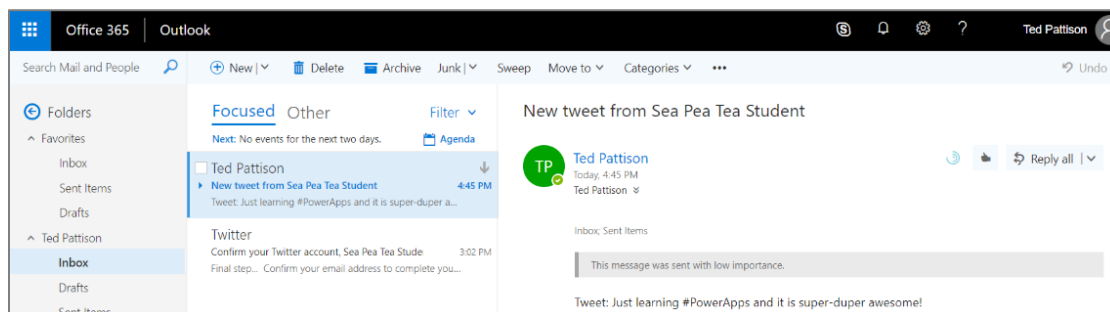 Office 365 Outlook Ted Pattison
Search Mail and People New Delete Archive Junk Sweep Move to Categories ••• Undo
Folders
Favorites
Inbox
Sent Items
Drafts
Ted Pattison
Inbox
Drafts
Sent Items
Focused Other Filter
Next: No events for the next two days. Agenda
Ted Pattison
New tweet from Sea Pea Tea Student 4:45 PM
Tweet: Just learning #PowerApps and it is super-duper a...
Twitter
Confirm your Twitter account, Sea Pea Tea Stude 3:02 PM
Final step... Confirm your email address to complete you...
New tweet from Sea Pea Tea Student
TP
Ted Pattison
Reply all
Today, 4:45 PM
Ted Pattison
Inbox; Sent Items
This message was sent with low importance.
Tweet: Just learning #PowerApps and it is super-duper awesome!